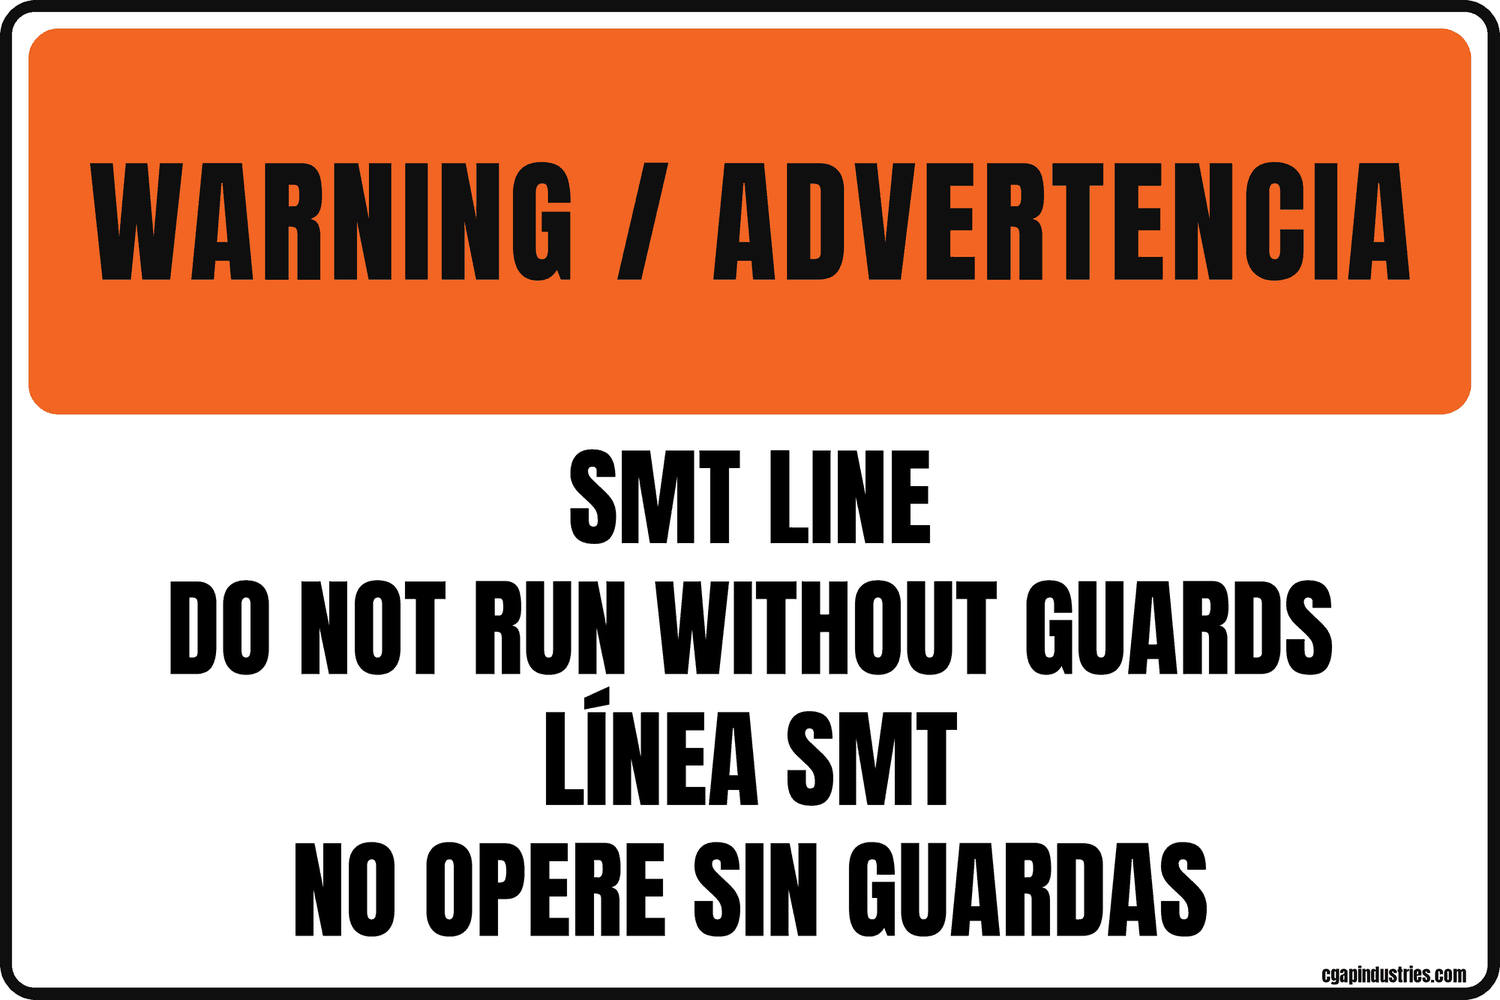 WARNING / ADVERTENCIA
SMT LINE
DO NOT RUN WITHOUT GUARDS
LÍNEA SMT
NO OPERE SIN GUARDAS
cgapindustries.com